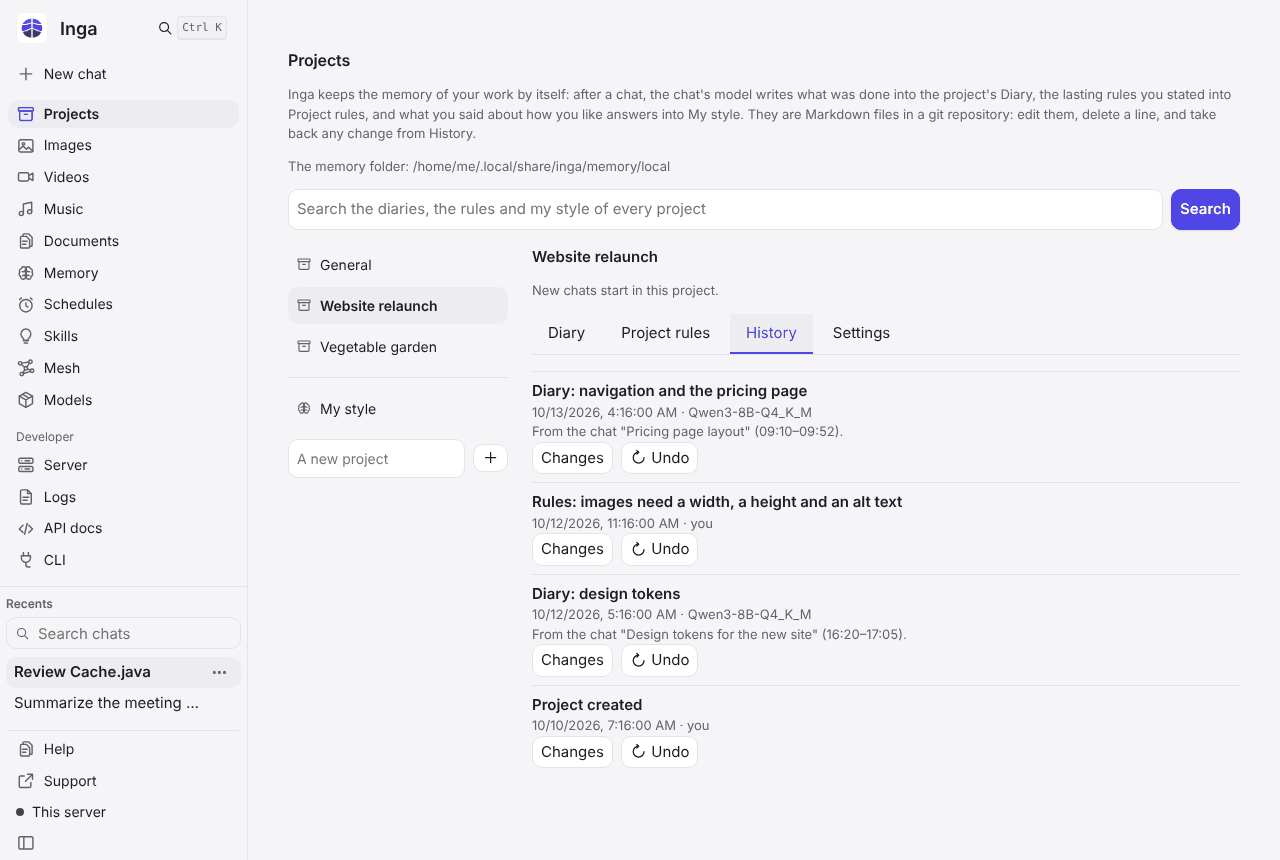 Inga
Ctrl K
New chat
Projects
Images
Videos
Music
Documents
Memory
Schedules
Skills
Mesh
Models
Developer
Server
Logs
API docs
CLI
Recents
Search chats
Review Cache.java
Summarize the meeting ...
Help
Support
This server
Projects
Inga keeps the memory of your work by itself: after a chat, the chat's model writes what was done into the project's Diary, the lasting rules you stated into
Project rules, and what you said about how you like answers into My style. They are Markdown files in a git repository: edit them, delete a line, and take
back any change from History.
The memory folder: /home/me/.local/share/inga/memory/local
Search the diaries, the rules and my style of every project
Search
General
Website relaunch
Vegetable garden
My style
A new project
Website relaunch
New chats start in this project.
Diary
Project rules
History
Settings
Diary: navigation and the pricing page
10/13/2026, 4:16:00 AM · Qwen3-8B-Q4_K_M
From the chat "Pricing page layout" (09:10–09:52).
Changes
Undo
Rules: images need a width, a height and an alt text
10/12/2026, 11:16:00 AM · you
Changes
Undo
Diary: design tokens
10/12/2026, 5:16:00 AM · Qwen3-8B-Q4_K_M
From the chat "Design tokens for the new site" (16:20–17:05).
Changes
Undo
Project created
10/10/2026, 7:16:00 AM · you
Changes
Undo